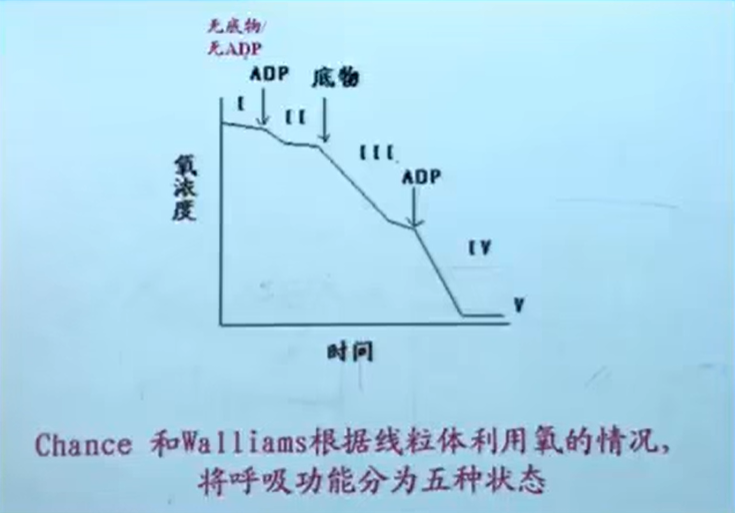 无底物/
无ADP
ADP 底物
I
II
III
ADP
氧浓度
IV
V
时间
Chance 和Walliams根据线粒体利用氧的情况,
将呼吸功能分为五种状态